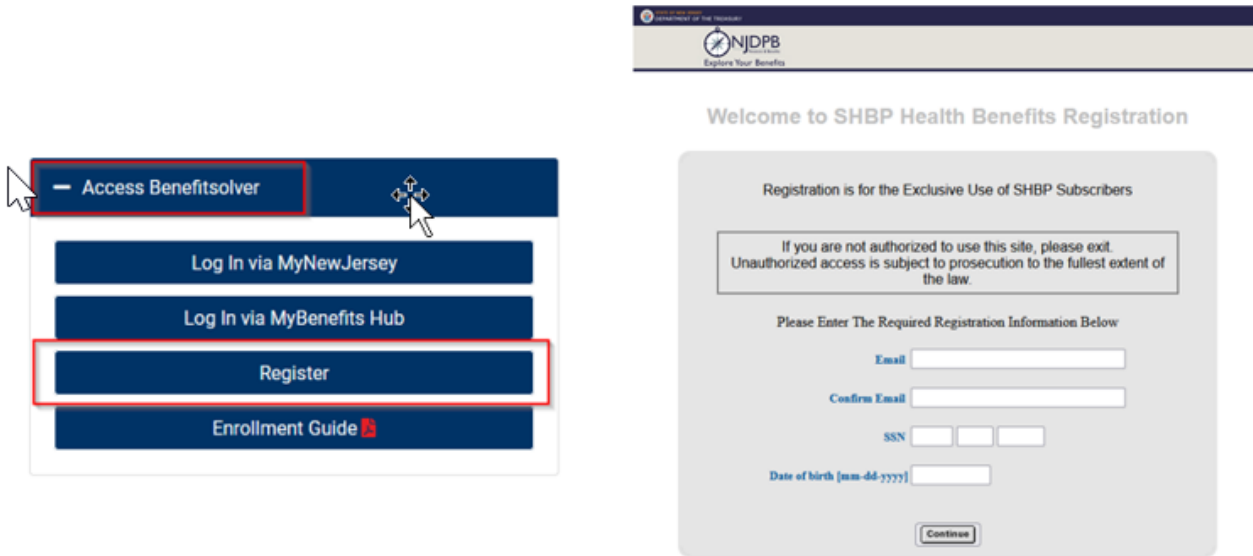 Access Benefitsolver
Log In via MyNewJersey
Log In via MyBenefits Hub
Register
Enrollment Guide
STATE OF NEW JERSEY
DEPARTMENT OF THE TREASURY
NJDPB
Explore Your Benefits
Welcome to SHBP Health Benefits Registration
Registration is for the Exclusive Use of SHBP Subscribers
If you are not authorized to use this site, please exit.
Unauthorized access is subject to prosecution to the fullest extent of
the law.
Please Enter The Required Registration Information Below
Email
Confirm Email
SSN
Date of birth [mm-dd-yyyy]
Continue